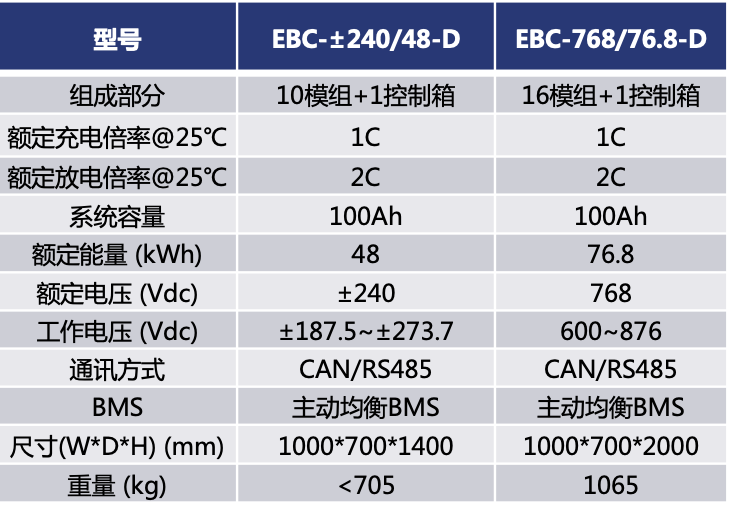 型号 EBC-±240/48-D EBC-768/76.8-D
组成部分 10模组+1控制箱 16模组+1控制箱
额定充电倍率@25℃ 1C 1C
额定放电倍率@25℃ 2C 2C
系统容量 100Ah 100Ah
额定能量 (kWh) 48 76.8
额定电压 (Vdc) ±240 768
工作电压 (Vdc) ±187.5~±273.7 600~876
通讯方式 CAN/RS485 CAN/RS485
BMS 主动均衡BMS 主动均衡BMS
尺寸(W*D*H) (mm) 1000*700*1400 1000*700*2000
重量 (kg) <705 1065